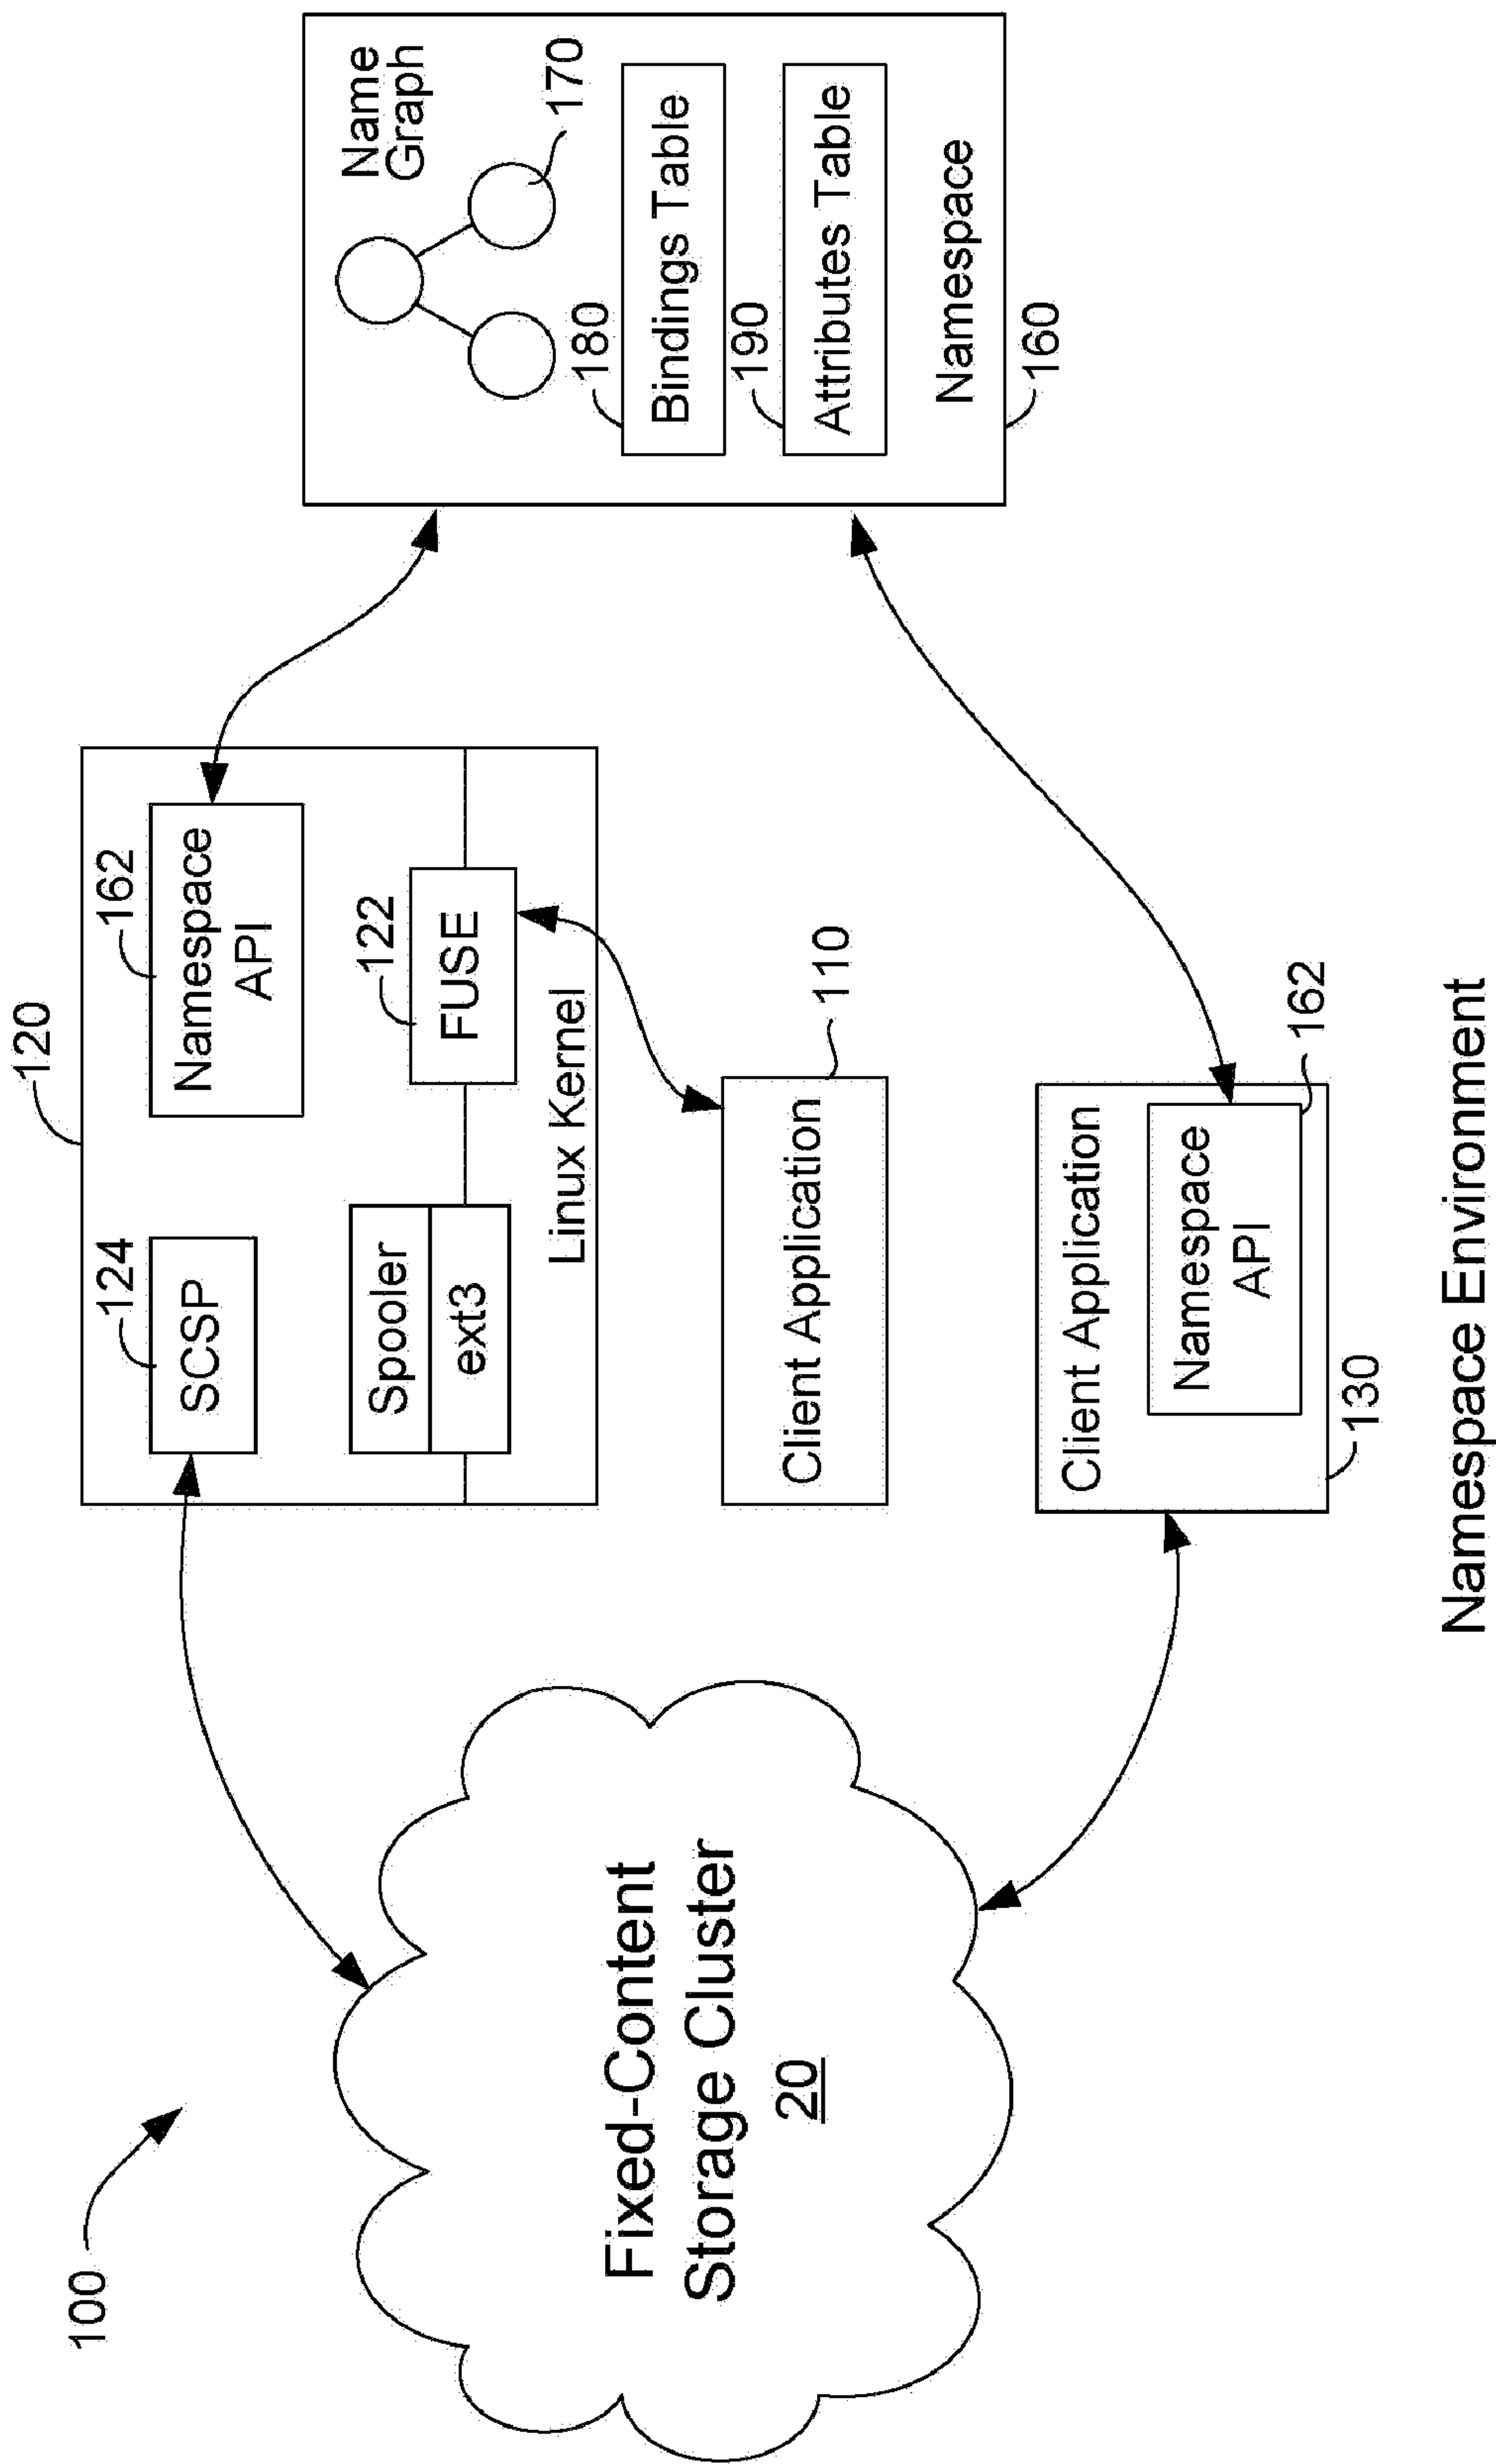 100
Fixed-Content
Storage Cluster
20
120
124
SCSP
162
Namespace
API
Spooler
ext3
122
FUSE
Linux Kernel
Client Application
110
Client Application
Namespace
API
162
130
Name
Graph
170
180
Bindings Table
190
Attributes Table
Namespace
160
Namespace Environment